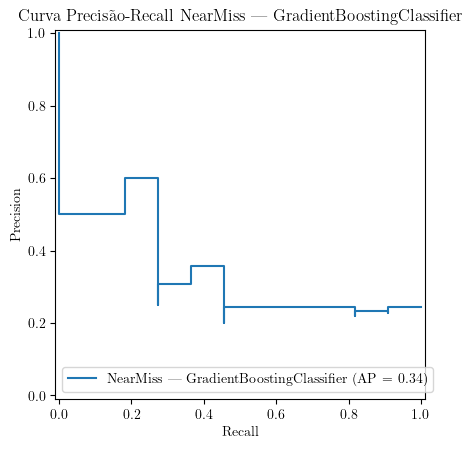 Curva Precisão-Recall NearMiss — GradientBoostingClassifier
1.0
0.8
0.6
0.4
0.2
0.0
Precision
NearMiss — GradientBoostingClassifier (AP = 0.34)
0.0 0.2 0.4 0.6 0.8 1.0
Recall